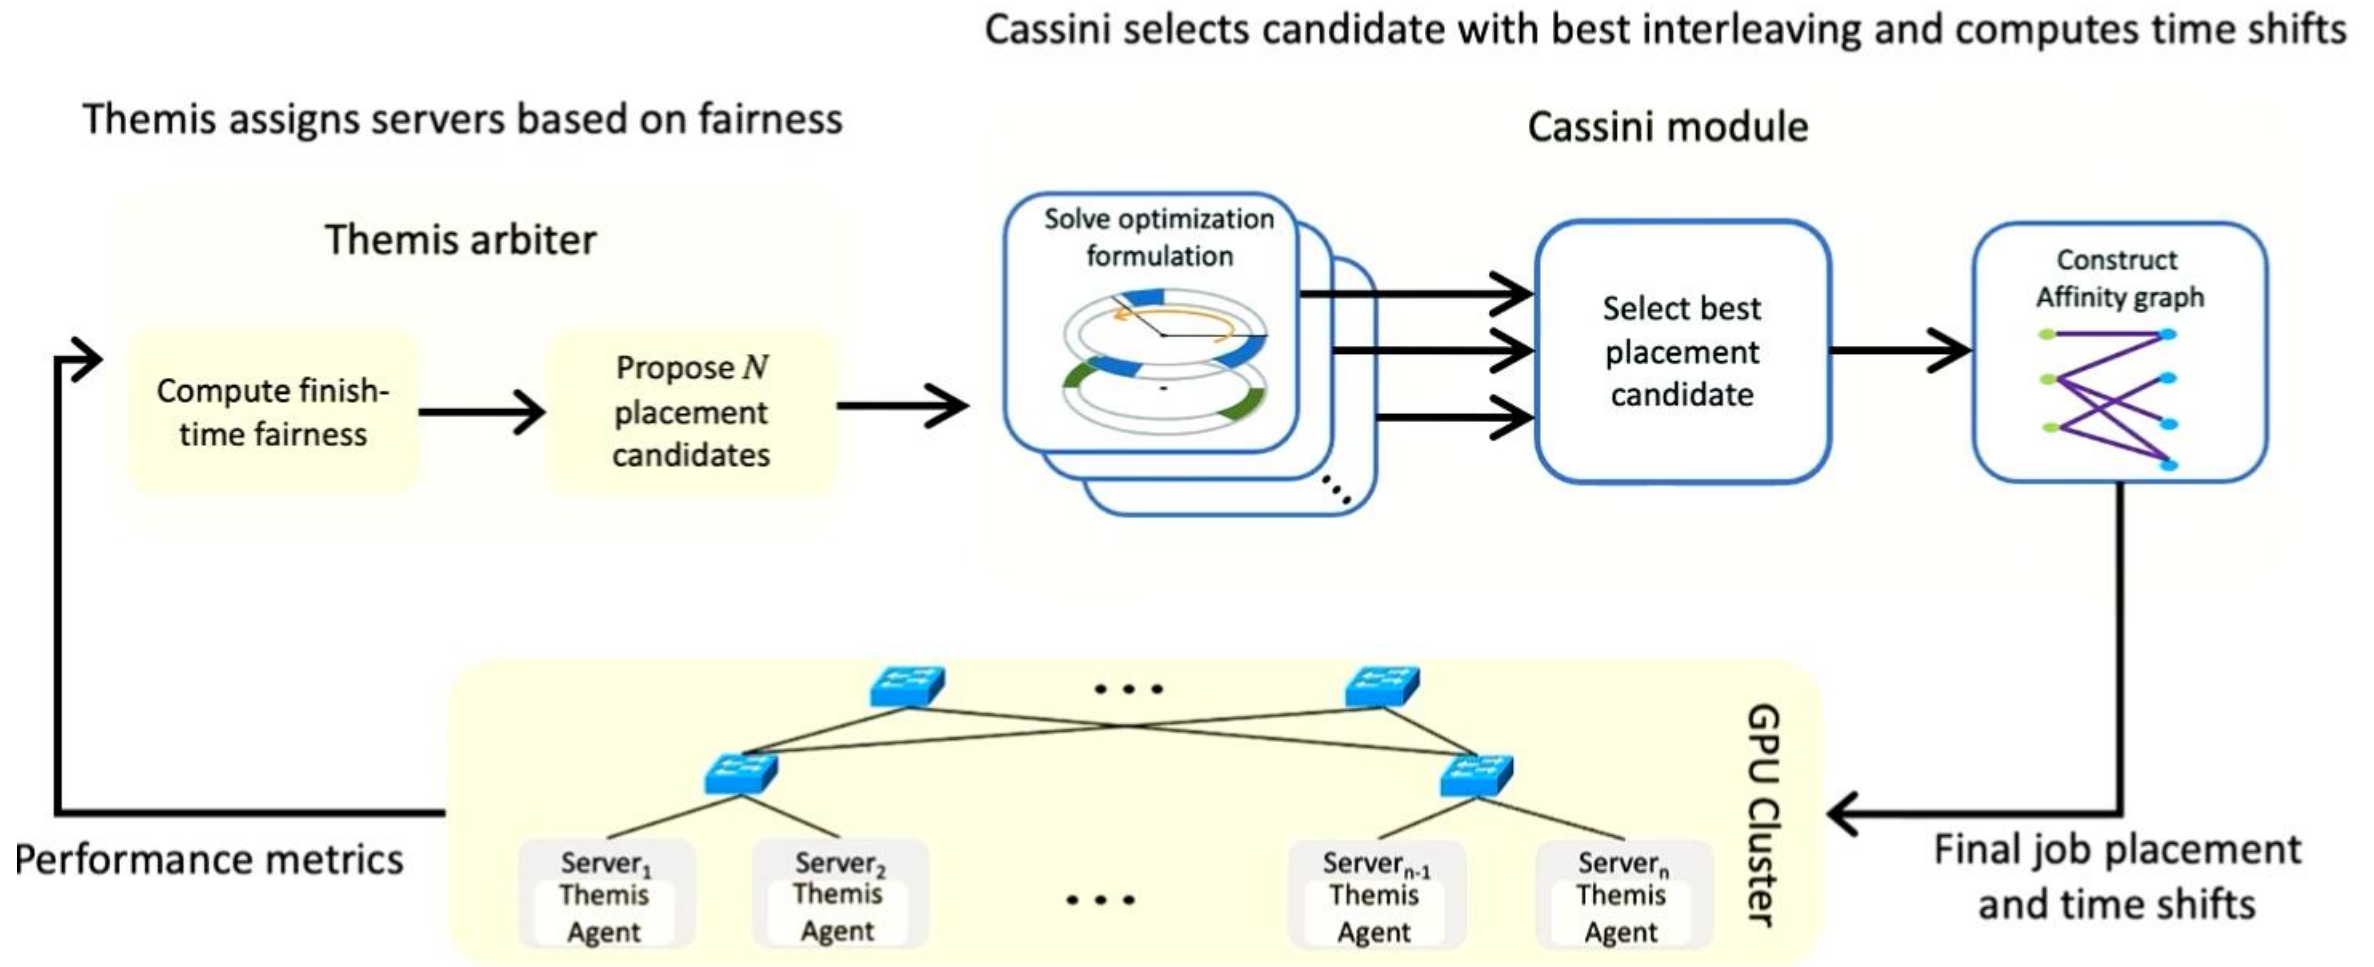 Cassini selects candidate with best interleaving and computes time shifts
Themis assigns servers based on fairness
Cassini module
Themis arbiter
Compute finish-
time fairness
Propose N
placement
candidates
Solve optimization
formulation
Select best
placement
candidate
Construct
Affinity graph
GPU Cluster
Server₁
Themis
Agent
Server₂
Themis
Agent
Serverₙ₋₁
Themis
Agent
Serverₙ
Themis
Agent
Performance metrics
Final job placement
and time shifts